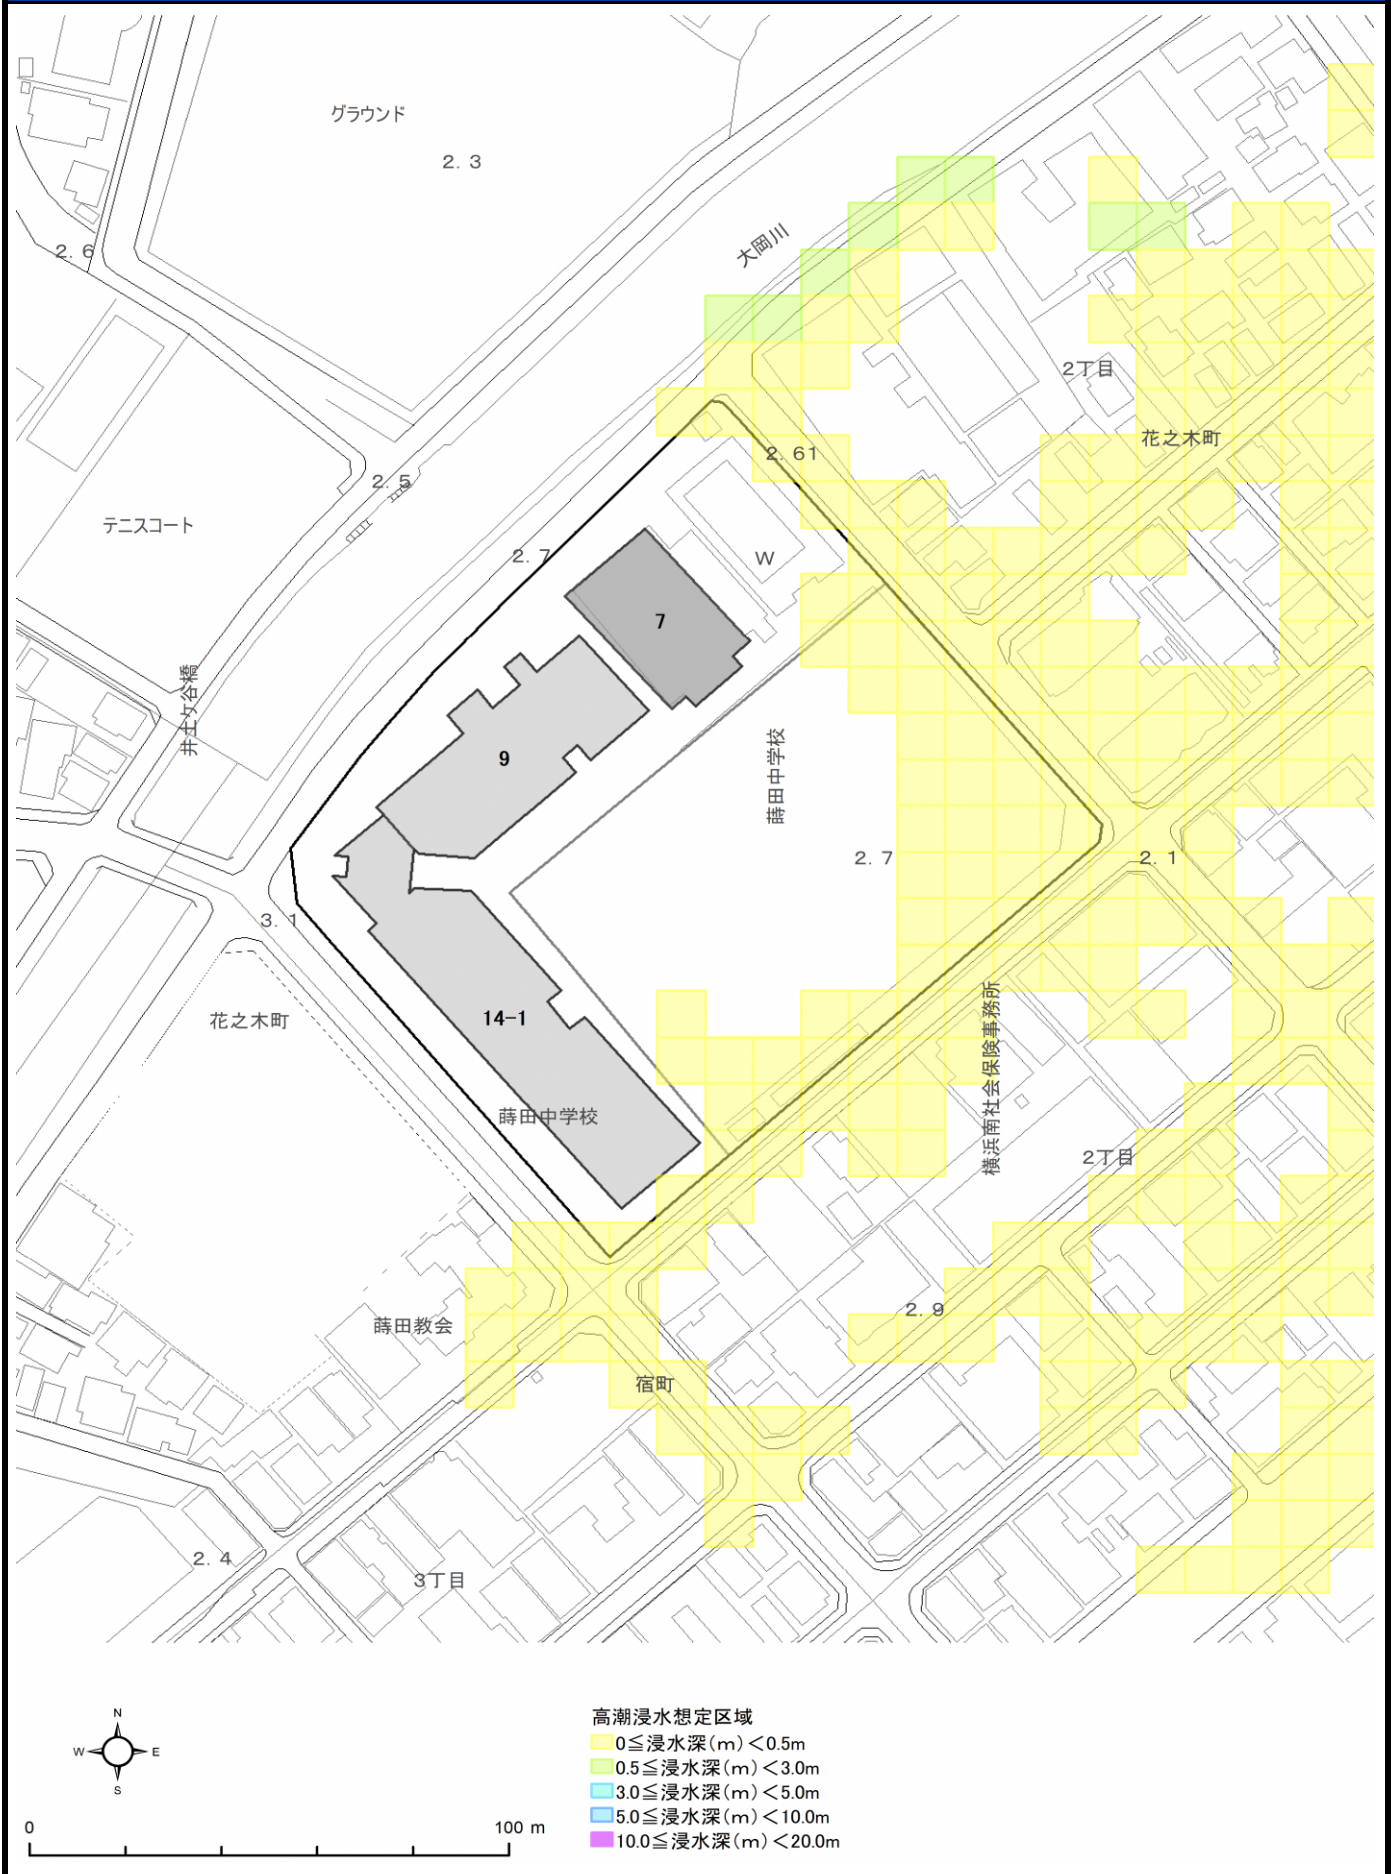 グラウンド
2. 3
2. 6
大岡川
2丁目
花之木町
2. 61
2. 5
テニスコート
2. 7
W
7
井土ケ谷橋
9
蒔田中学校
2. 7
2. 1
3. 1
花之木町
14-1
横浜南社会保険事務所
蒔田中学校
2丁目
2. 9
蒔田教会
宿町
2. 4
3丁目
N
W
E
S
0
100 m
高潮浸水想定区域
0≦浸水深(m)<0.5m
0.5≦浸水深(m)<3.0m
3.0≦浸水深(m)<5.0m
5.0≦浸水深(m)<10.0m
10.0≦浸水深(m)<20.0m